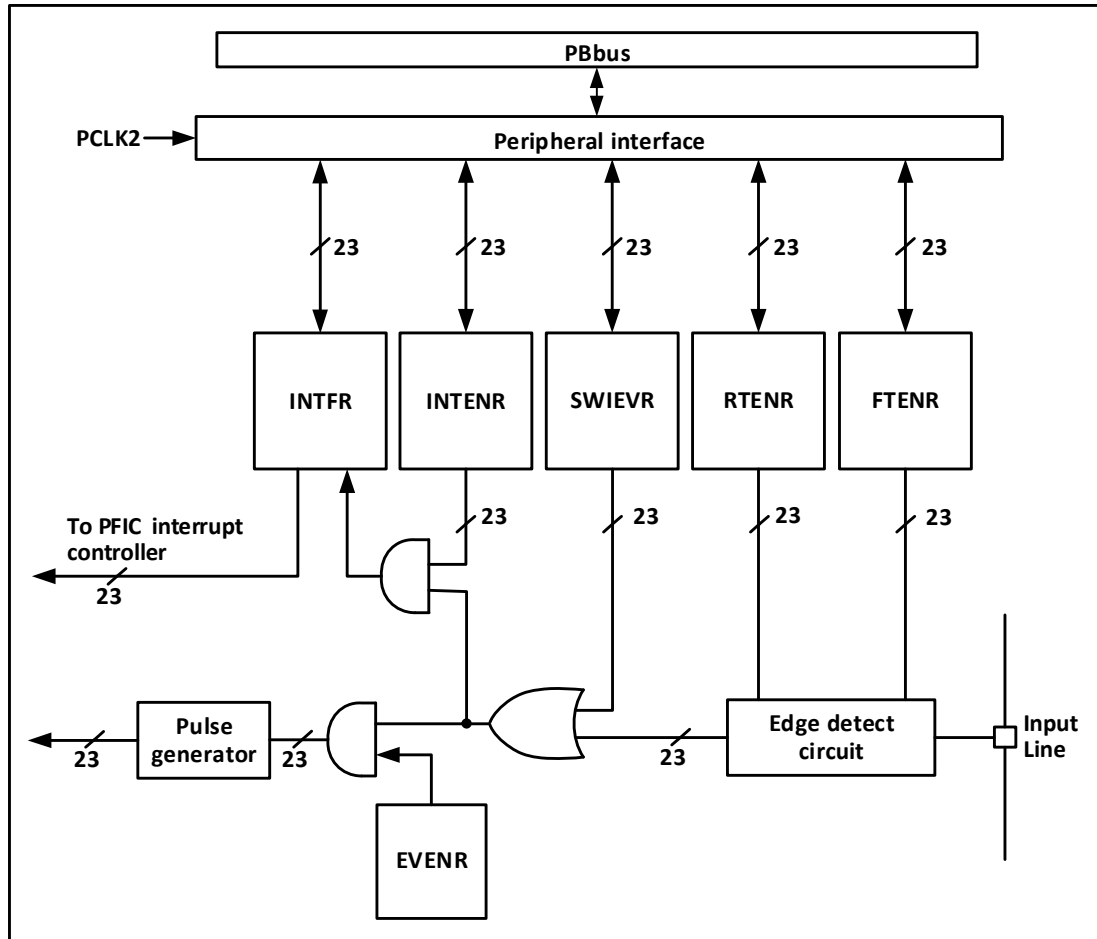 PBbus
PCLK2
Peripheral interface
23
23
23
23
23
INTFR
INTENR
SWIEVR
RTENR
FTENR
23
23
23
23
To PFIC interrupt
controller
23
Pulse
generator
23
23
23
Edge detect
circuit
Input
Line
EVENR